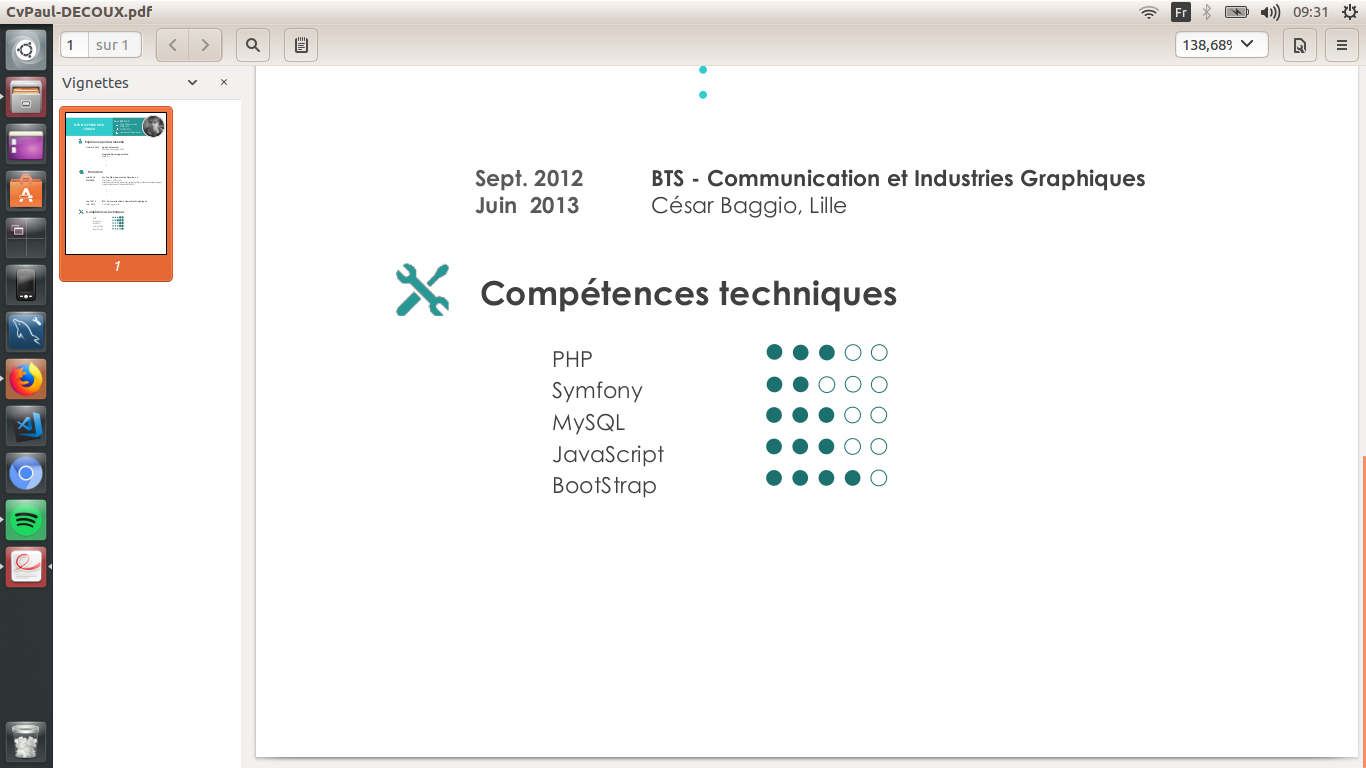 CvPaul-DECOUX.pdf
Fr
09:31
1 sur 1
138,68%
Vignettes
1
Sept. 2012 BTS - Communication et Industries Graphiques
Juin 2013 César Baggio, Lille
Compétences techniques
PHP
Symfony
MySQL
JavaScript
BootStrap